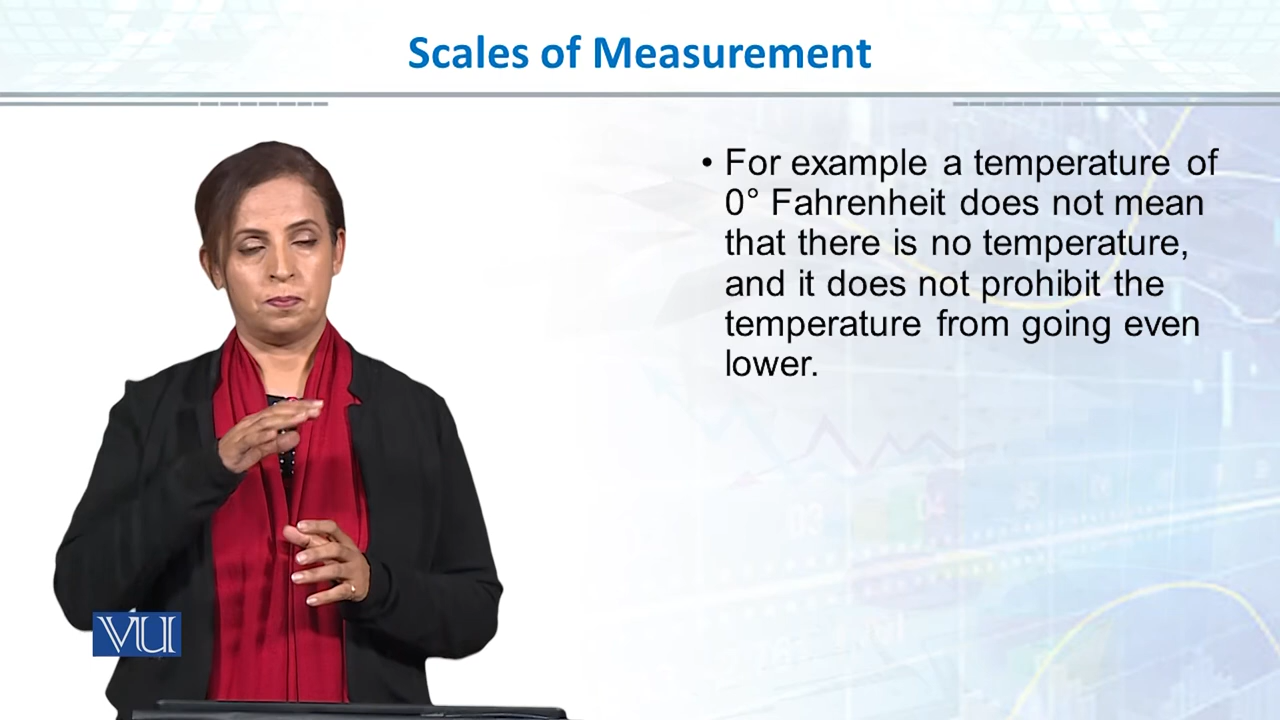 Scales of Measurement
• For example a temperature of
0° Fahrenheit does not mean
that there is no temperature,
and it does not prohibit the
temperature from going even
lower.
VU